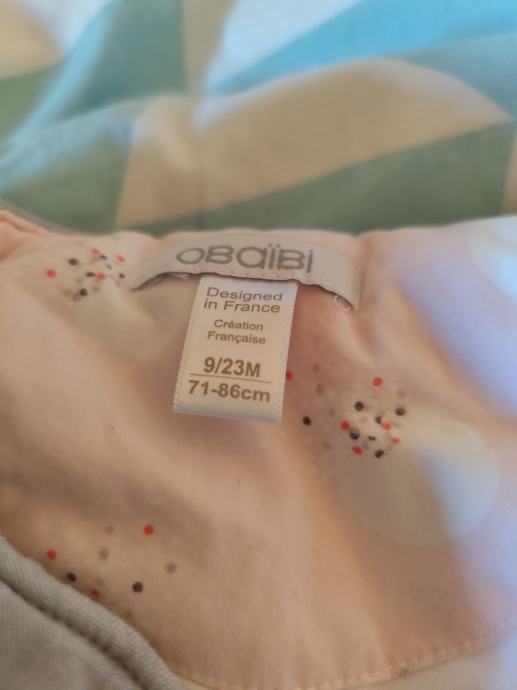 OBAÏBI
Designed
in France
Création
Française
9/23M
71-86cm